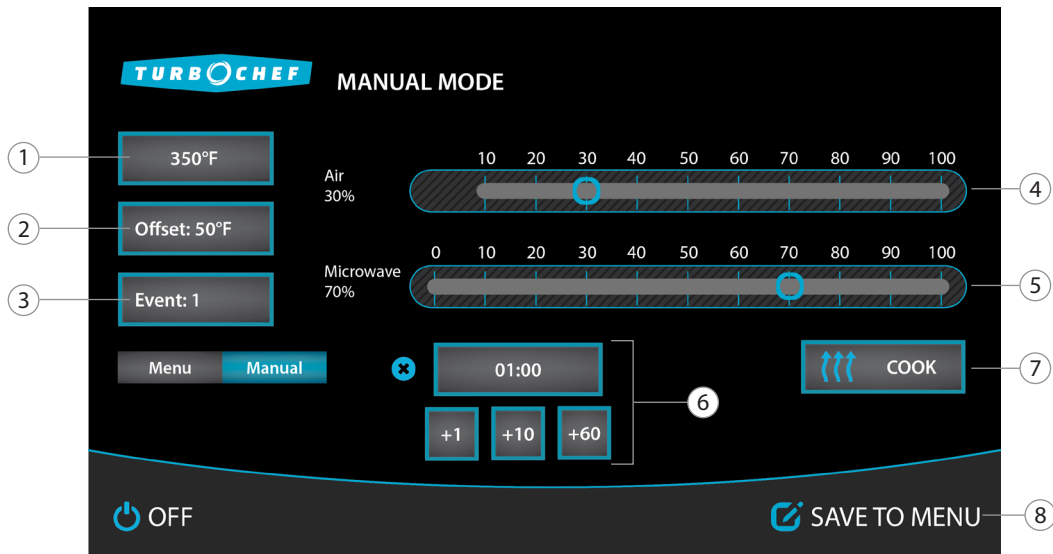 TURBOCHEF
MANUAL MODE
1
350°F
2
Offset: 50°F
3
Event: 1
Menu Manual
10 20 30 40 50 60 70 80 90 100
Air
30%
4
0 10 20 30 40 50 60 70 80 90 100
Microwave
70%
5
01:00
+1 +10 +60
6
COOK
7
OFF
SAVE TO MENU
8